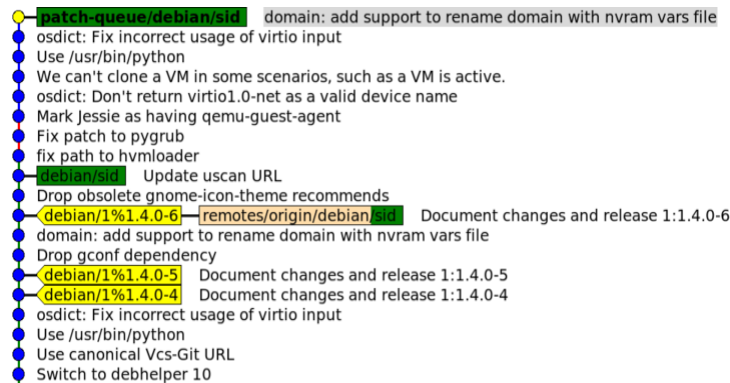 patch-queue/debian/sid domain: add support to rename domain with nvram vars file
osdict: Fix incorrect usage of virtio input
Use /usr/bin/python
We can't clone a VM in some scenarios, such as a VM is active.
osdict: Don't return virtio1.0-net as a valid device name
Mark Jessie as having qemu-guest-agent
Fix patch to pygrub
fix path to hvmloader
debian/sid Update uscan URL
Drop obsolete gnome-icon-theme recommends
debian/1%1.4.0-6 remotes/origin/debian/sid Document changes and release 1:1.4.0-6
domain: add support to rename domain with nvram vars file
Drop gconf dependency
debian/1%1.4.0-5 Document changes and release 1:1.4.0-5
debian/1%1.4.0-4 Document changes and release 1:1.4.0-4
osdict: Fix incorrect usage of virtio input
Use /usr/bin/python
Use canonical Vcs-Git URL
Switch to debhelper 10